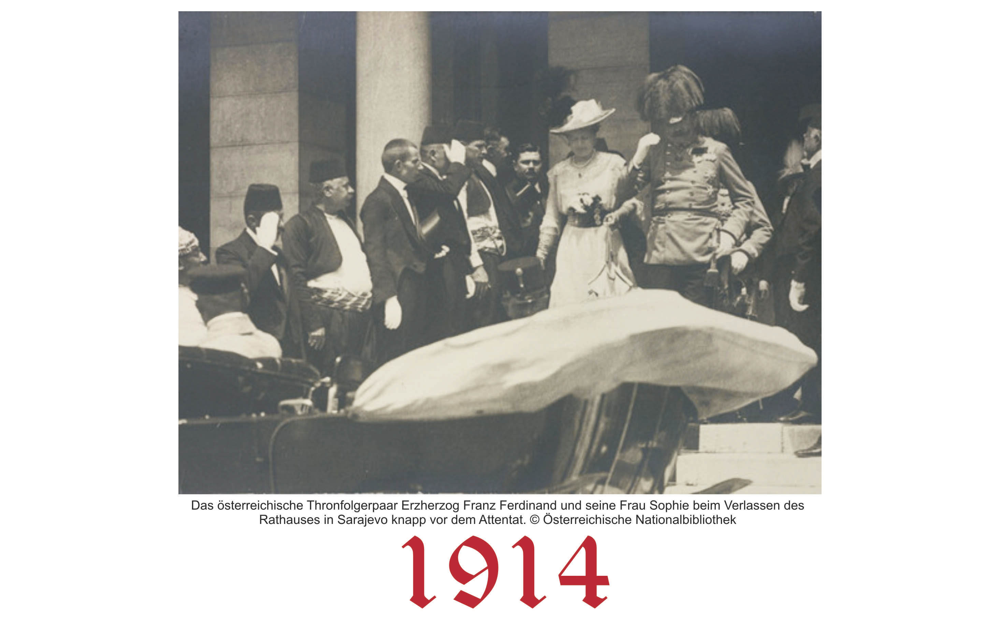 Das österreichische Thronfolgerpaar Erzherzog Franz Ferdinand und seine Frau Sophie beim Verlassen des
Rathauses in Sarajevo knapp vor dem Attentat. © Österreichische Nationalbibliothek
1914